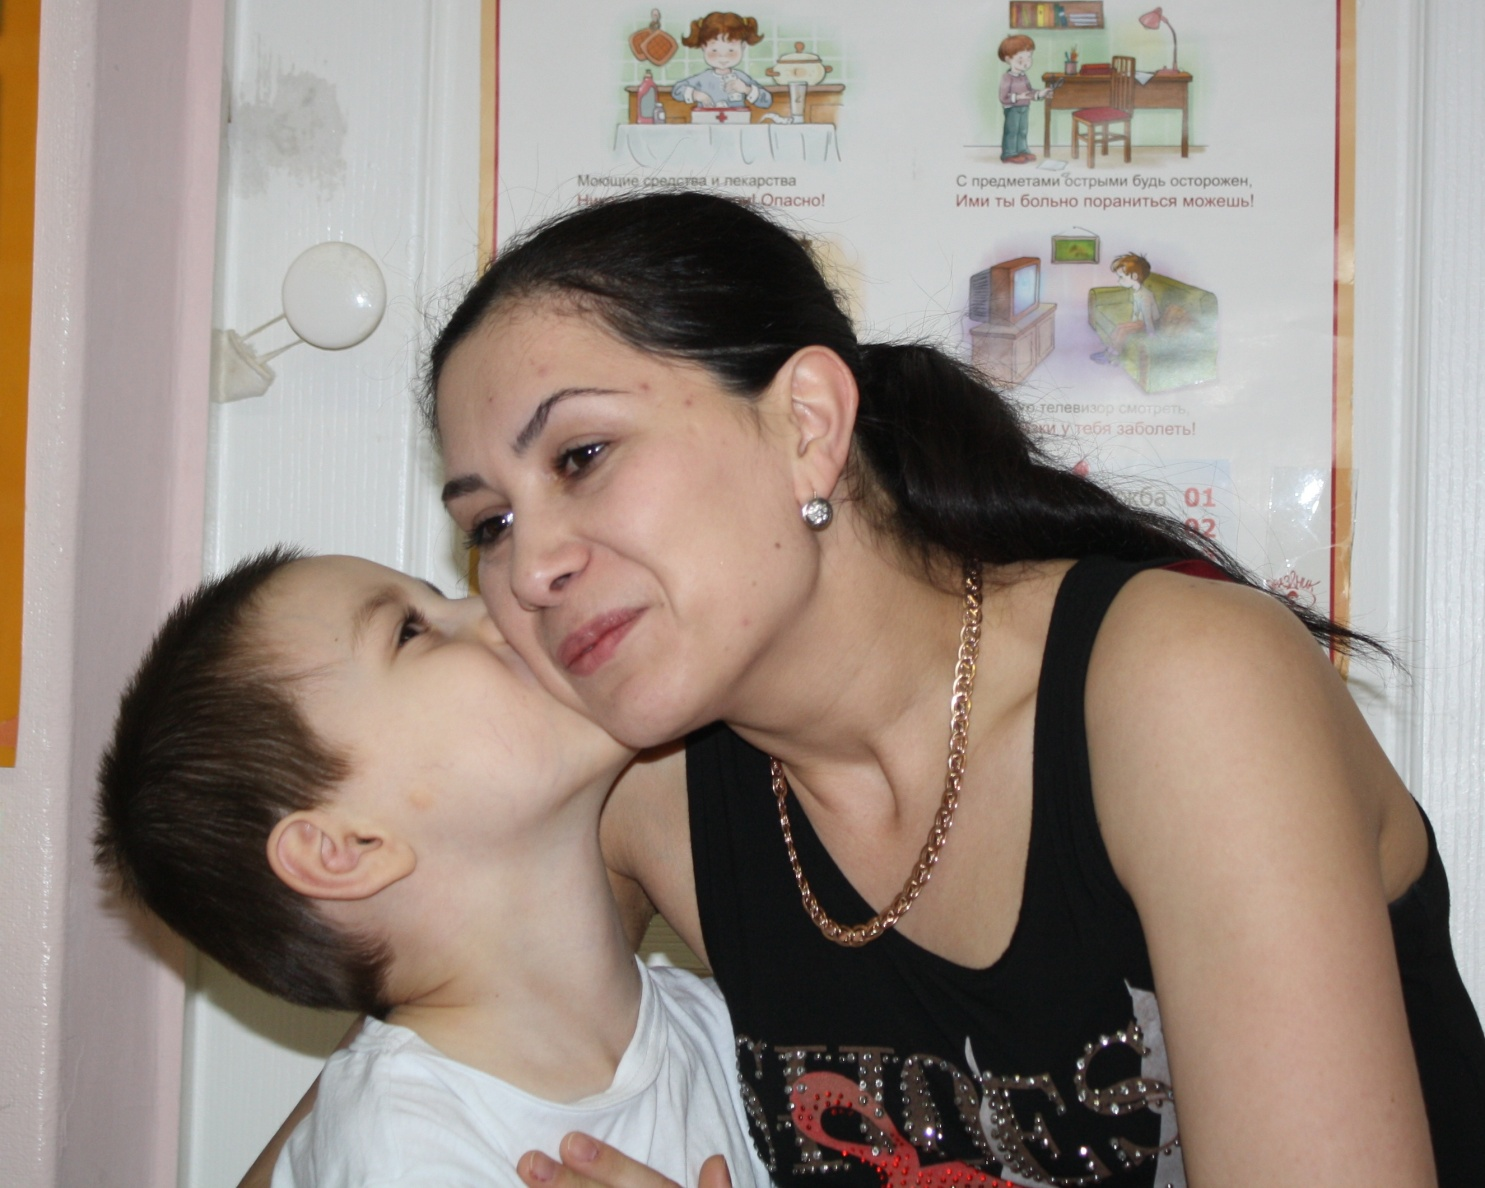 Моющие средства и лекарства
Опасно!
С предметами острыми будь осторожен,
Ими ты больно пораниться можешь!
телевизор смотреть,
у тебя заболеть!
01
02
SHOES